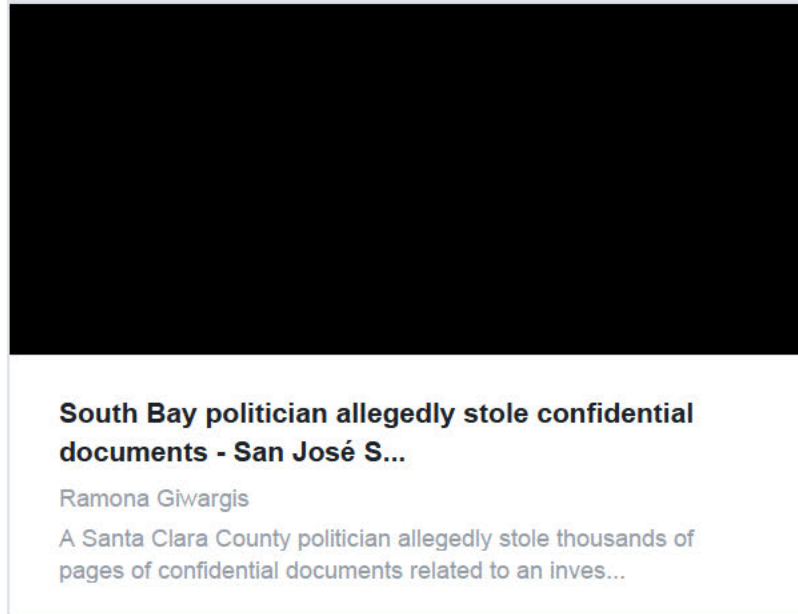 South Bay politician allegedly stole confidential
documents - San José S...
Ramona Giwargis
A Santa Clara County politician allegedly stole thousands of
pages of confidential documents related to an inves...